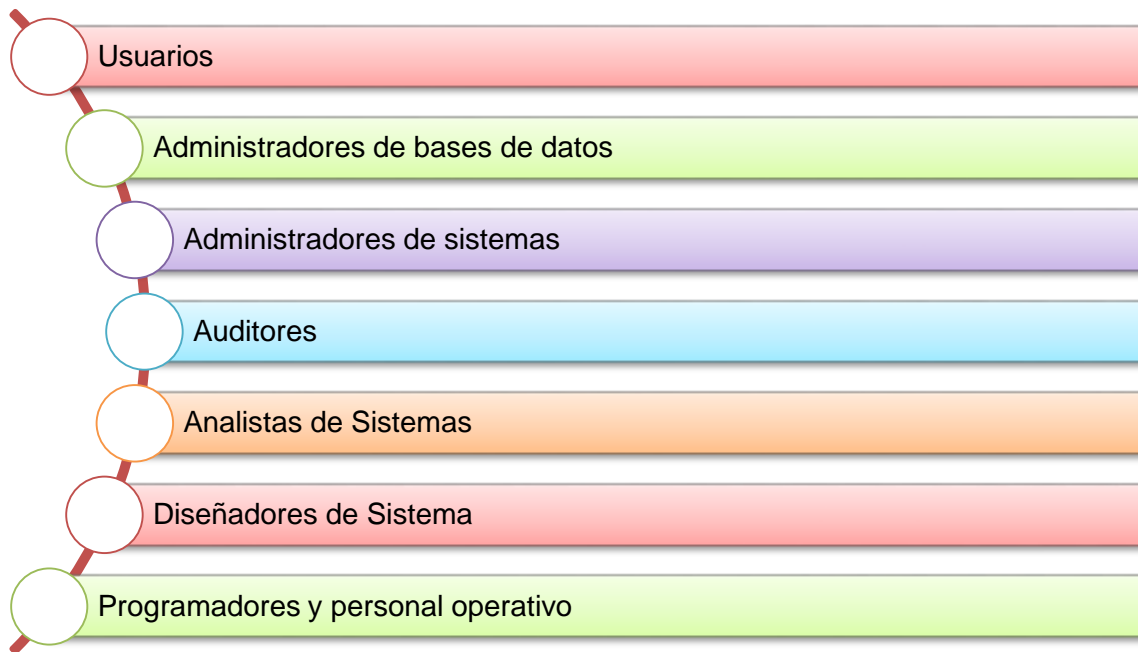 Usuarios
Administradores de bases de datos
Administradores de sistemas
Auditores
Analistas de Sistemas
Diseñadores de Sistema
Programadores y personal operativo